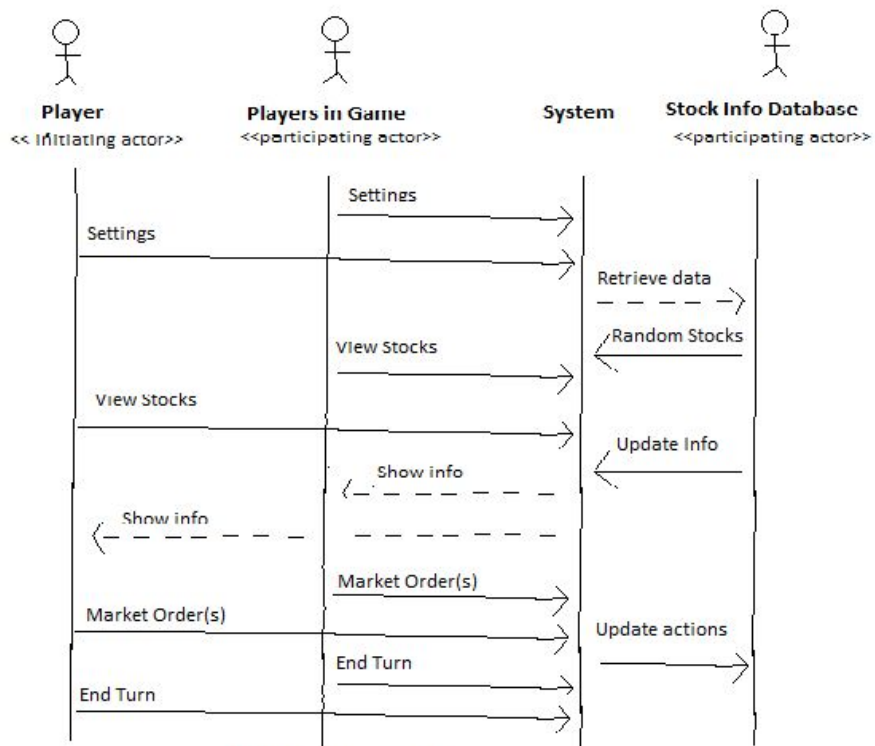 Player
<< Initiating actor>>
Players in Game
<<participating actor>>
System
Stock Info Database
<<participating actor>>
Settings
Settings
Retrieve data
Random Stocks
View Stocks
View Stocks
Update Info
Show info
Show info
Market Order(s)
Market Order(s)
Update actions
End Turn
End Turn